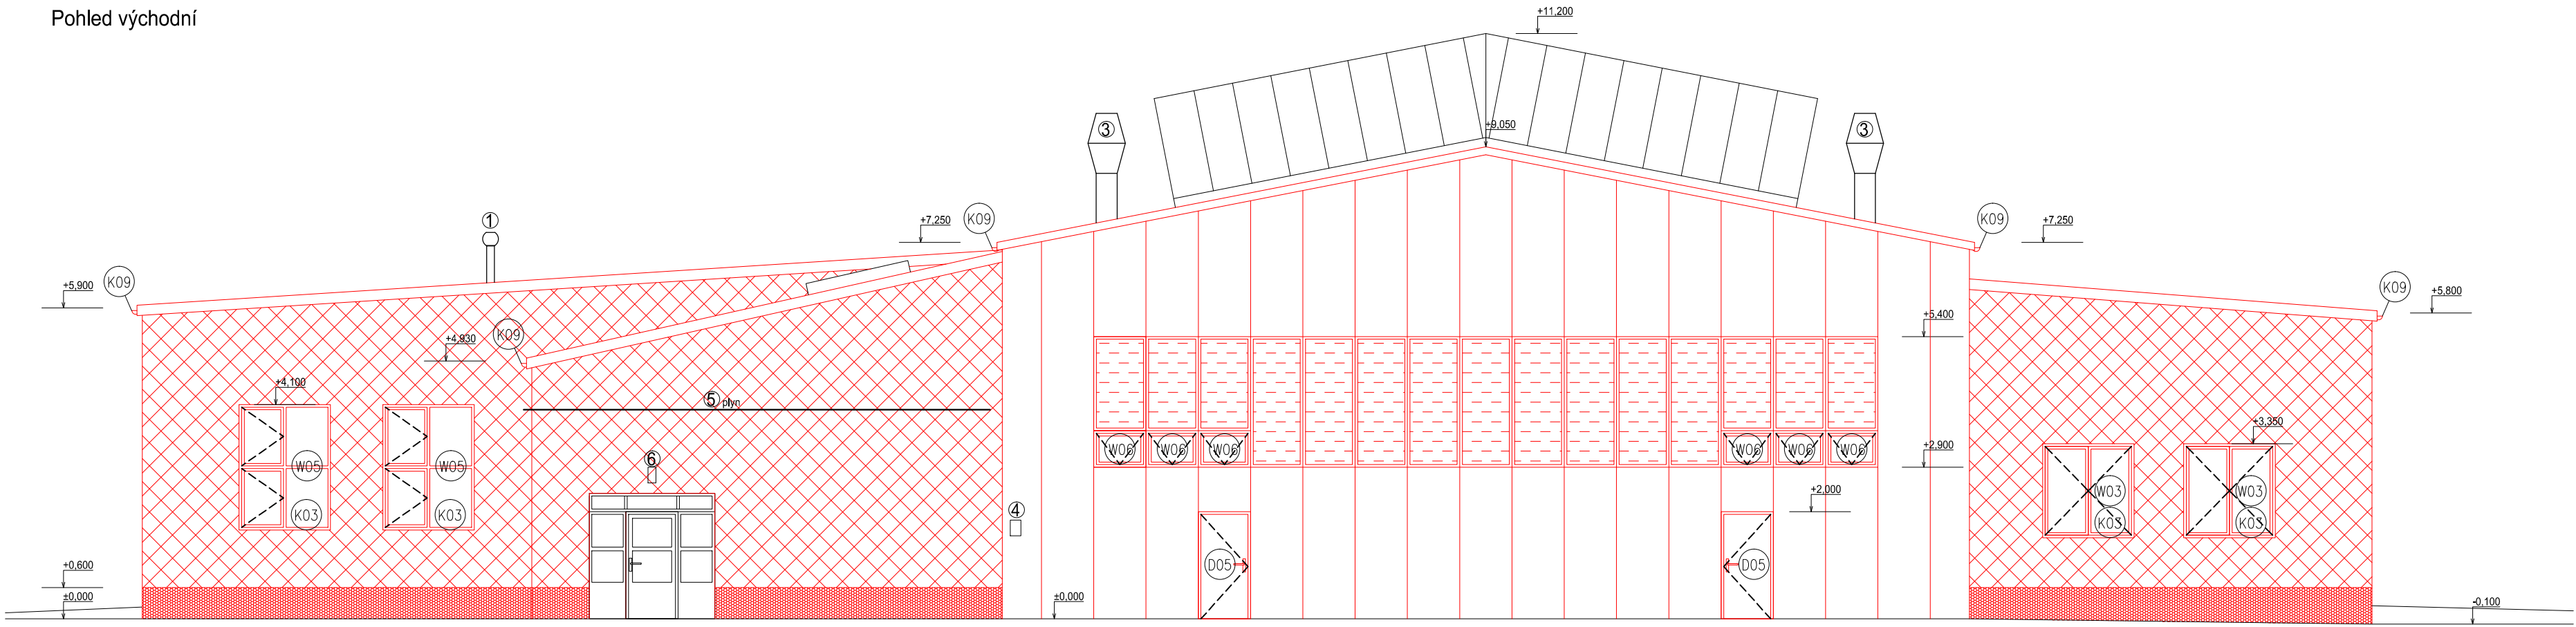 Pohled východní
+11,200
3
3
+9,050
1
+7,250
K09
K09
+7,250
+5,900
K09
K09
+5,800
+4,930
K09
+5,400
+4,100
5 plyn
W06
W06
W06
W06
W06
W06
+2,900
+3,350
W05
W05
6
K03
K03
4
+2,000
W03
W03
K03
K03
D05
D05
+0,600
±0,000
±0,000
-0,100